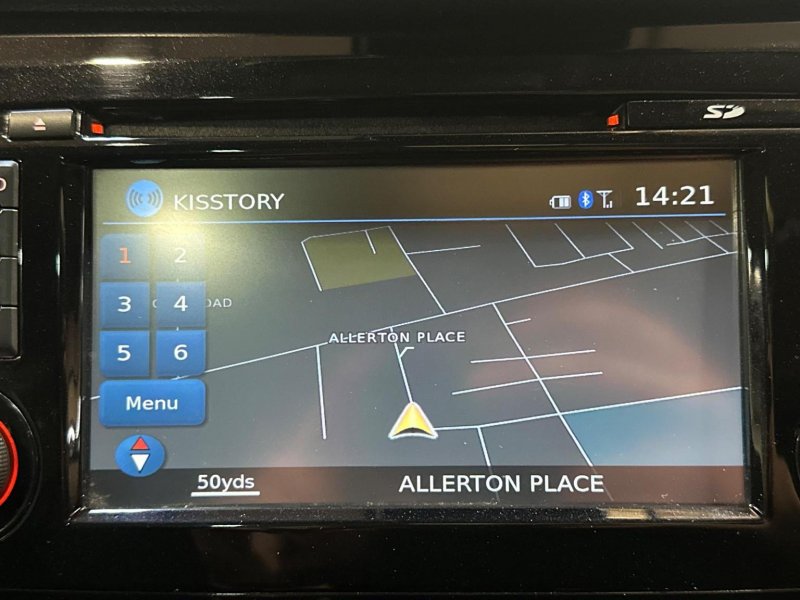 SD
KISSTORY
14:21
1 2
3 4
OAD
5 6
ALLERTON PLACE
Menu
50yds
ALLERTON PLACE